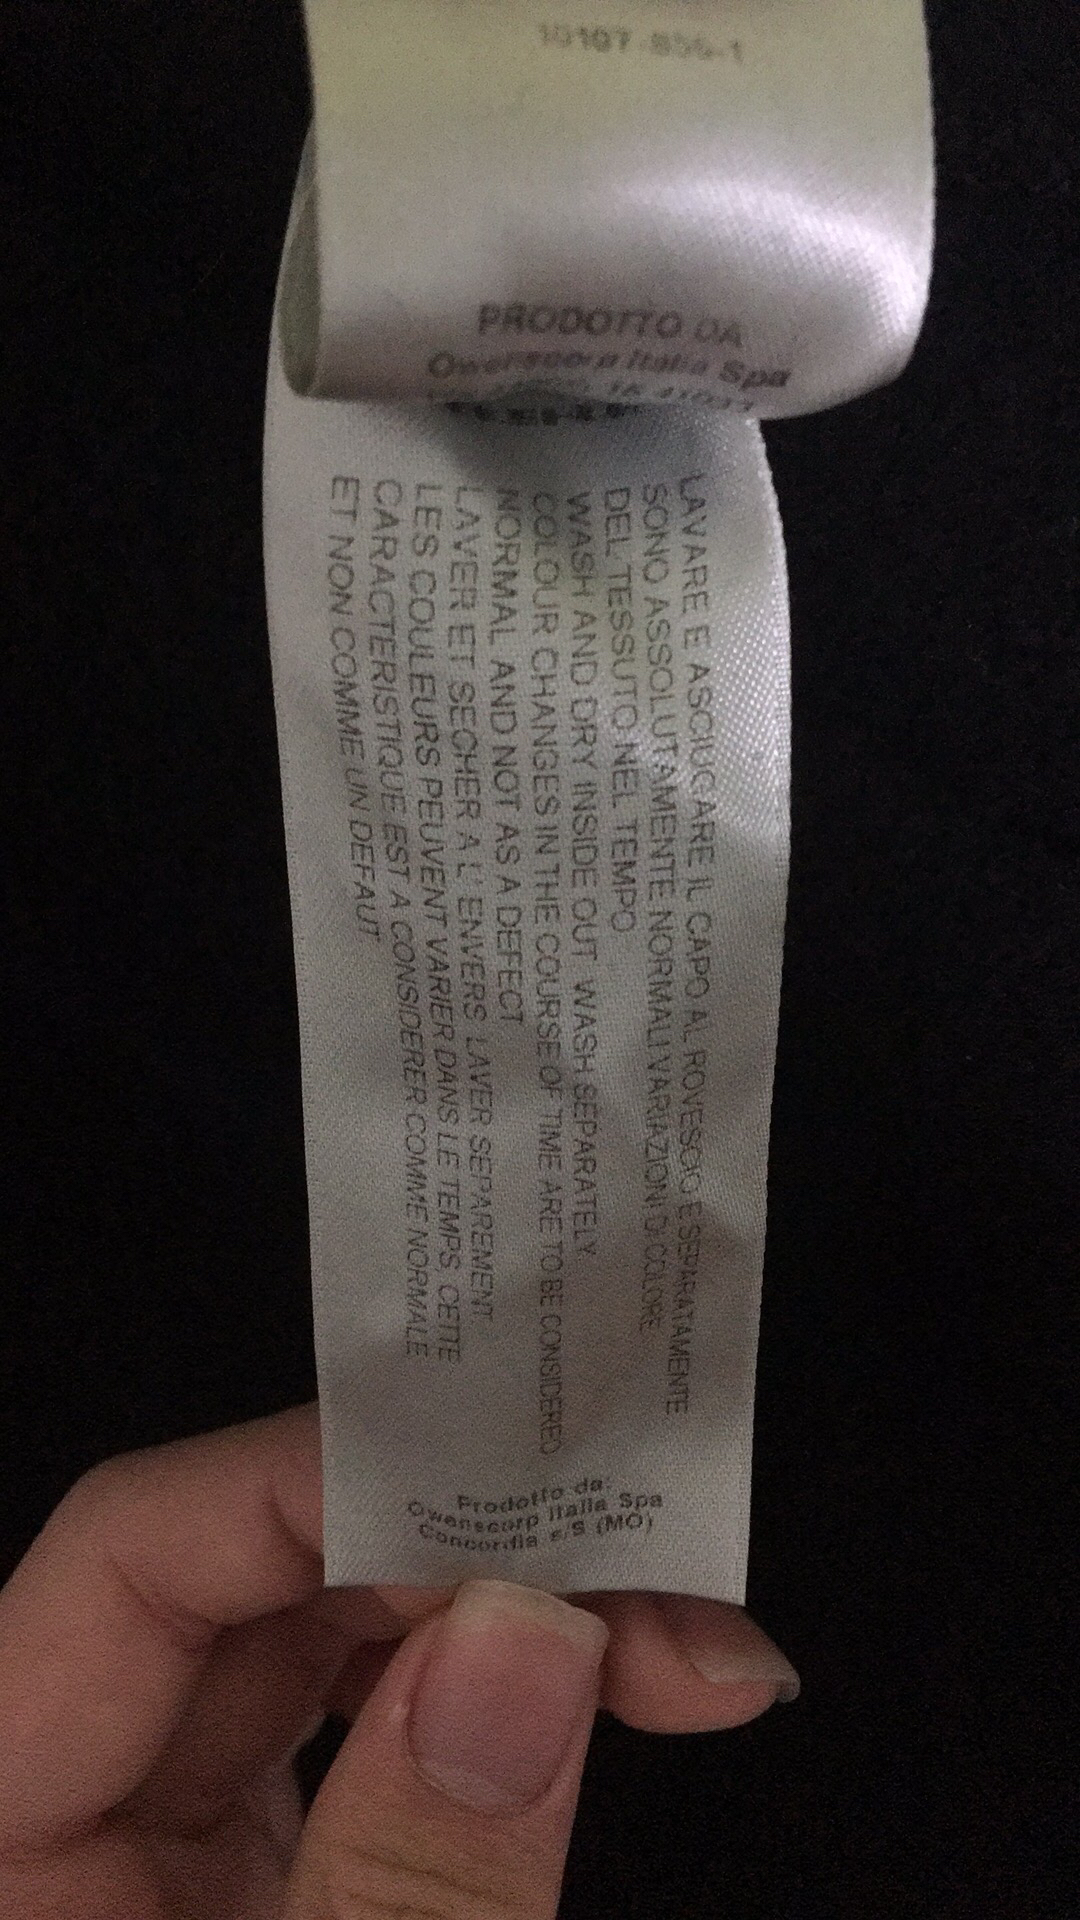 PRODOTTO DA
Owenscorp Italia Spa
LAVARE E ASCIUGARE IL CAPO AL ROVESCIO E SEPARATAMENTE
SONO ASSOLUTAMENTE NORMALI VARIAZIONI DI COLORE
DEL TESSUTO NEL TEMPO
WASH AND DRY INSIDE OUT WASH SEPARATELY.
COLOUR CHANGES IN THE COURSE OF TIME ARE TO BE CONSIDERED
NORMAL AND NOT AS A DEFECT
LAVER ET SECHER A L' ENVERS LAVER SEPAREMENT.
LES COULEURS PEUVENT VARIER DANS LE TEMPS, CETTE
CARACTERISTIQUE EST A CONSIDERER COMME NORMALE
ET NON COMME UN DEFAUT
Prodotto da:
Owenscorp Italia Spa
Concordia s/S (MO)